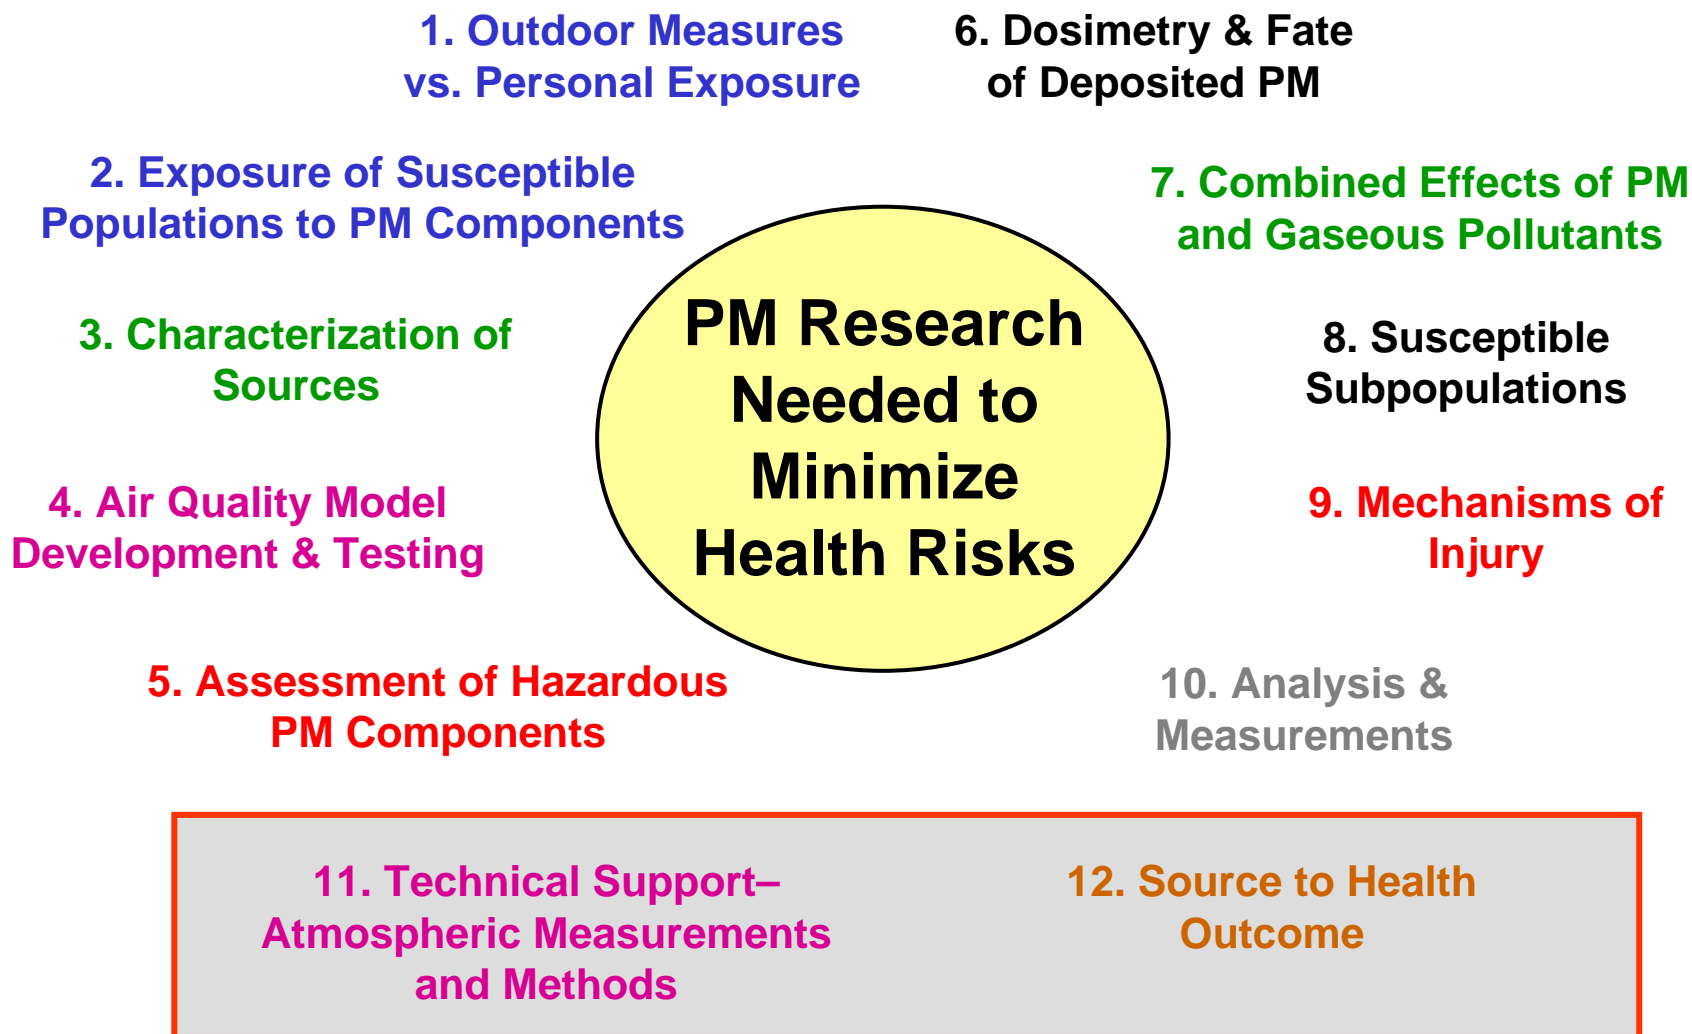 1. Outdoor Measures
vs. Personal Exposure
6. Dosimetry & Fate
of Deposited PM
2. Exposure of Susceptible
Populations to PM Components
7. Combined Effects of PM
and Gaseous Pollutants
PM Research
Needed to
Minimize
Health Risks
3. Characterization of
Sources
8. Susceptible
Subpopulations
4. Air Quality Model
Development & Testing
9. Mechanisms of
Injury
5. Assessment of Hazardous
PM Components
10. Analysis &
Measurements
11. Technical Support–
Atmospheric Measurements
and Methods
12. Source to Health
Outcome